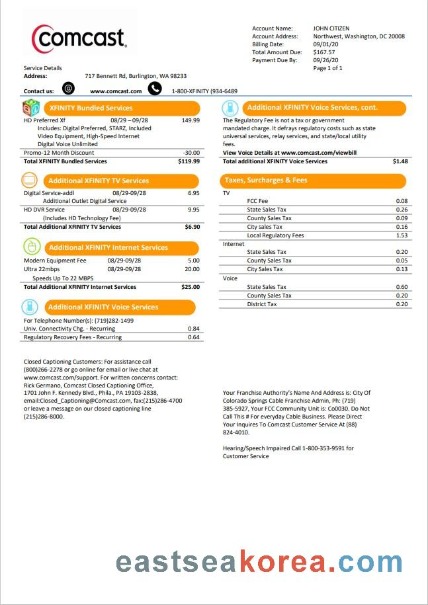 comcast.
Account Name: JOHN CITIZEN
Account Address: Northwest, Washington, DC 20008
Billing Date: 09/01/20
Total Amount Due: $167.57
Payment Due By: 09/26/20
Page 1 of 1
Service Details
Address: 717 Bennett Rd, Burlington, WA 98233
Contact us: www.comcast.com 1-800-XFINITY (934-6489
XFINITY Bundled Services
HD Preferred Xf 08/29 – 09/28 149.99
Includes: Digital Preferred, STARZ, Included
Video Equipment, High-Speed Internet
Digital Voice Unlimited
Promo-12 Month Discount -30.00
Total XFINITY Bundled Services $119.99
Additional XFINITY TV Services
Digital Service-addl 08/29-09/28 6.95
Additional Outlet Digital Service
HD DVR Service 08/29-09/28 9.95
(Includes HD Technology Fee)
Total Additional XFINITY TV Services $6.90
Additional XFINITY Internet Services
Modem Equipment Fee 08/29-09/28 5.00
Ultra 22mbps 08/29-09/28 20.00
Speeds Up To 22 MBPS
Total Additional XFINITY Internet Services $25.00
Additional XFINITY Voice Services
For Telephone Number(s): (719)282-1499
Univ. Connectivity Chg. - Recurring 0.84
Regulatory Recovery Fees - Recurring 0.64
Closed Captioning Customers: For assistance call
(800)266-2278 or go online for email or live chat at
www.comcast.com/support. For written concerns contact:
Rick Germano, Comcast Closed Captioning Office,
1701 John F. Kennedy Blvd., Phila., PA 19103-2838,
email:Closed_Captioning@Comcast.com, fax:(215)286-4700
or leave a message on our closed captioning line
(215)286-8000.
Additional XFINITY Voice Services, cont.
The Regulatory Fee is not a tax or government
mandated charge. It defrays regulatory costs such as state
universal services, relay services, and state/local utility
fees.
View Voice Details at www.comcast.com/viewbill
Total additional XFINITY Voice Services $1.48
Taxes, Surcharges & Fees
TV
FCC Fee 0.08
State Sales Tax 0.26
County Sales Tax 0.09
City sales Tax 0.16
Local Regulatory Fees 1.53
Internet
State Sales Tax 0.20
County Sales Tax 0.05
City Sales Tax 0.13
Voice
State Sales Tax 0.60
County Sales Tax 0.20
District Tax 0.20
Your Franchise Authority's Name And Address is: City Of
Colorado Springs Cable Franchise Admin, Ph: (719)
385-5927, Your FCC Community Unit is: Co0030. Do Not
Call This # For everyday Cable Business. Please Direct
Your Inquires To Comcast Customer Service At (88)
824-4010.
Hearing/Speech Impaired Call 1-800-353-9591 for
Customer Service
eastseakorea.com